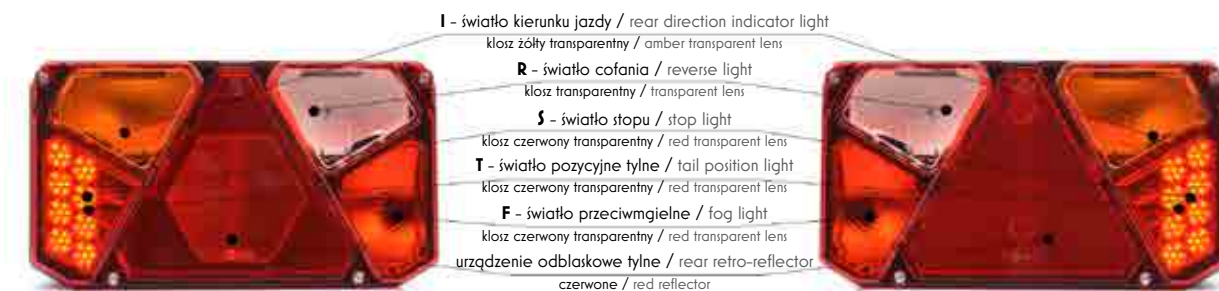 I - światło kierunku jazdy / rear direction indicator light
klosz żółty transparentny / amber transparent lens
R - światło cofania / reverse light
klosz transparentny / transparent lens
S - światło stopu / stop light
klosz czerwony transparentny / red transparent lens
T - światło pozycyjne tylne / tail position light
klosz czerwony transparentny / red transparent lens
F - światło przeciwmgielne / fog light
klosz czerwony transparentny / red transparent lens
urządzenie odblaskowe tylne / rear retro-reflector
czerwone / red reflector